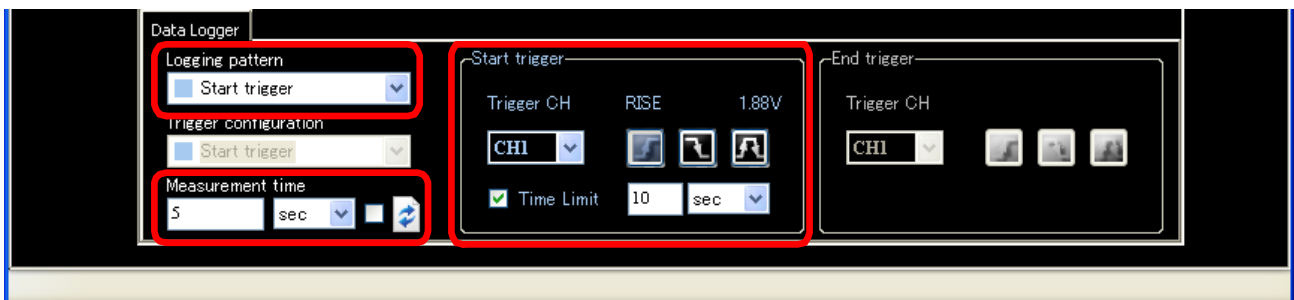 Data Logger
Logging pattern
Start trigger
Trigger configuration
Start trigger
Measurement time
5 sec
Start trigger
Trigger CH RISE 1.88V
CH1
Time Limit 10 sec
End trigger
Trigger CH
CH1